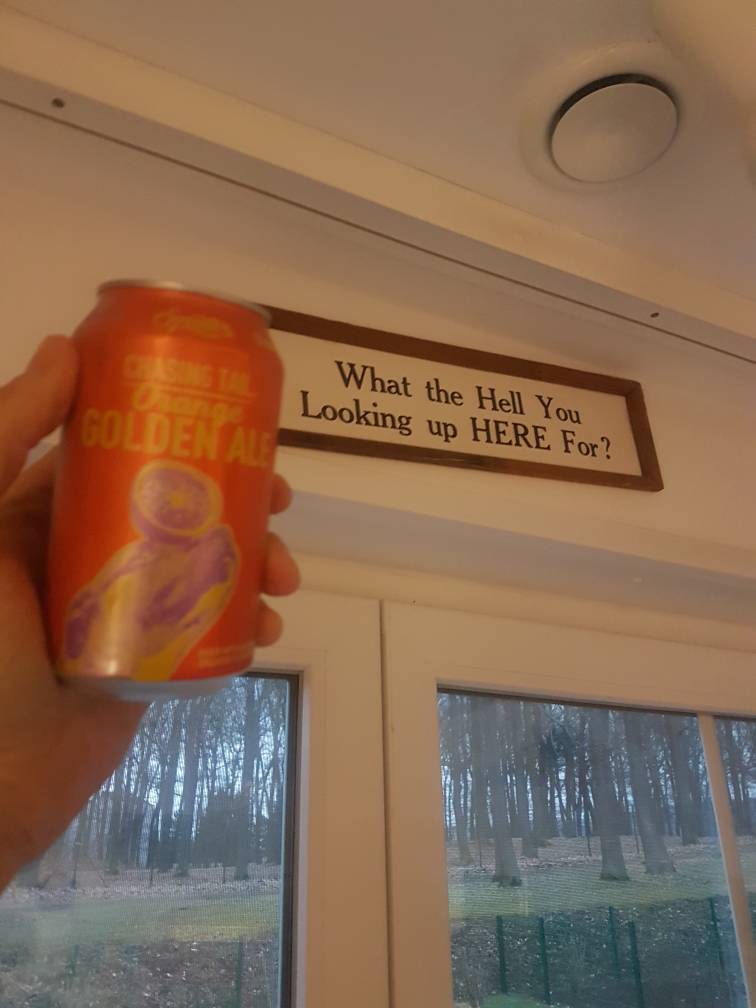 CHASING TAIL
Orange
GOLDEN ALE
What the Hell You
Looking up HERE For?